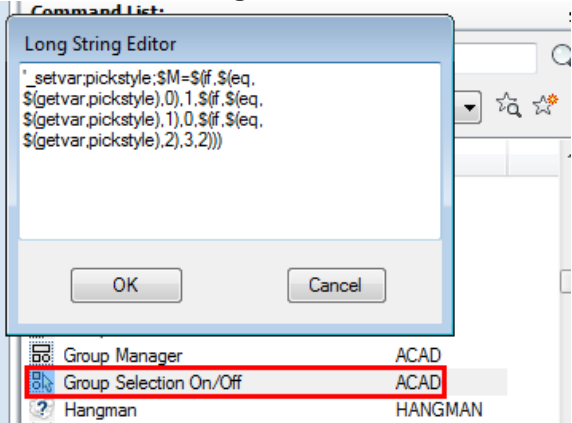 Command List:
Long String Editor
'_setvar;pickstyle;$M=$(if,$(eq,
$(getvar,pickstyle),0),1,$(if,$(eq,
$(getvar,pickstyle),1),0,$(if,$(eq,
$(getvar,pickstyle),2),3,2)))
OK Cancel
Group Manager ACAD
Group Selection On/Off ACAD
Hangman HANGMAN